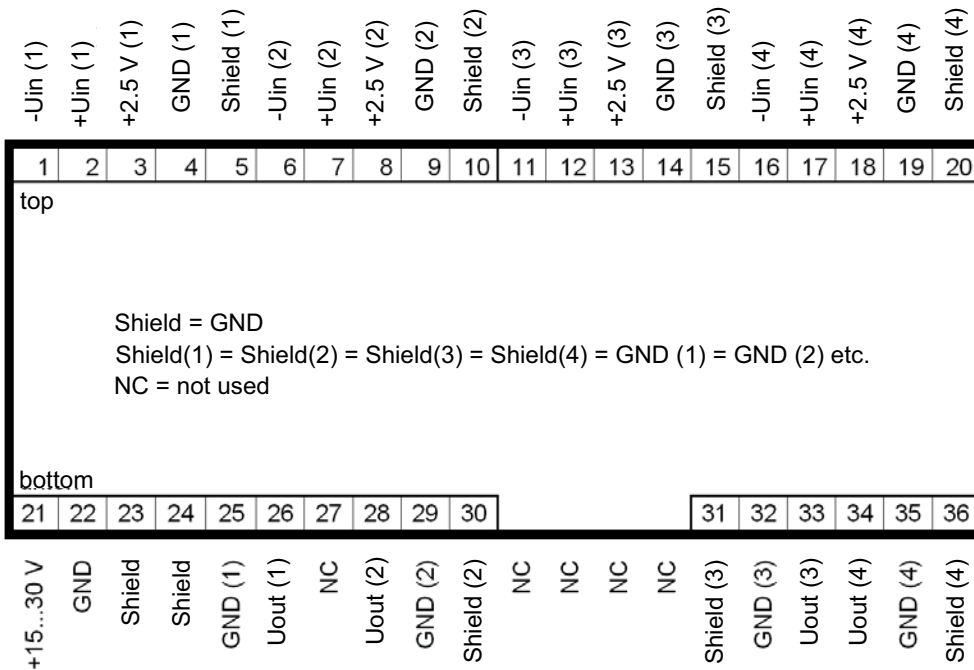 -Uin (1)
+Uin (1)
+2.5 V (1)
GND (1)
Shield (1)
-Uin (2)
+Uin (2)
+2.5 V (2)
GND (2)
Shield (2)
-Uin (3)
+Uin (3)
+2.5 V (3)
GND (3)
Shield (3)
-Uin (4)
+Uin (4)
+2.5 V (4)
GND (4)
Shield (4)
1 2 3 4 5 6 7 8 9 10 11 12 13 14 15 16 17 18 19 20
top
Shield = GND
Shield(1) = Shield(2) = Shield(3) = Shield(4) = GND (1) = GND (2) etc.
NC = not used
bottom
21 22 23 24 25 26 27 28 29 30 31 32 33 34 35 36
+15...30 V
GND
Shield
Shield
GND (1)
Uout (1)
NC
Uout (2)
GND (2)
Shield (2)
NC
NC
NC
NC
Shield (3)
GND (3)
Uout (3)
Uout (4)
GND (4)
Shield (4)